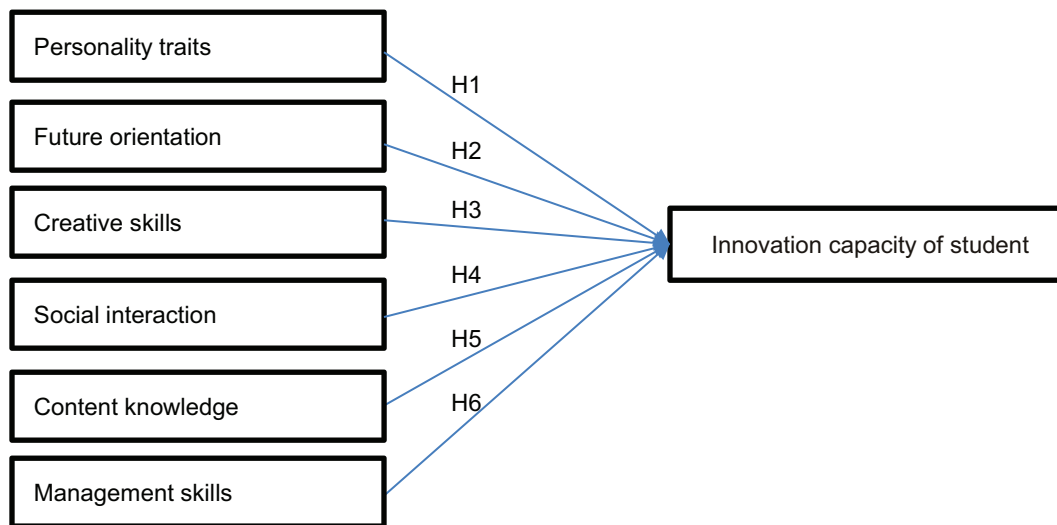 Personality traits
H1
Future orientation
H2
Creative skills
H3
Innovation capacity of student
Social interaction
H4
Content knowledge
H5
Management skills
H6